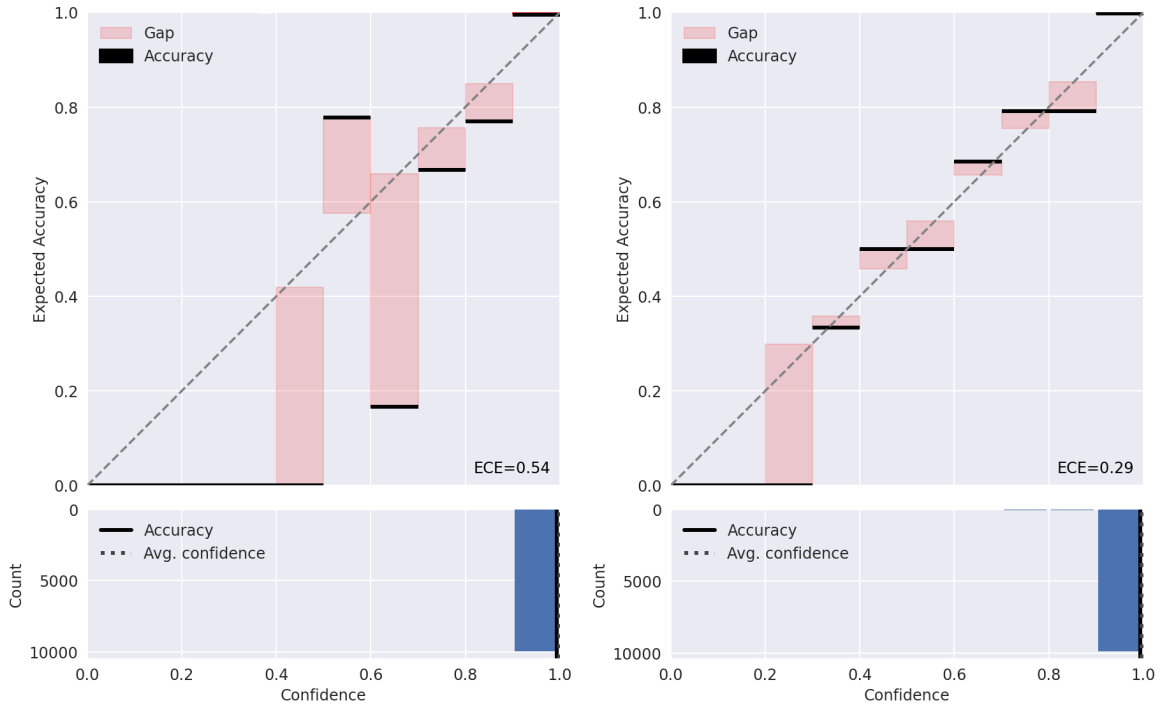 1.0
0.8
0.6
0.4
0.2
0.0
Expected Accuracy
Gap
Accuracy
ECE=0.54
0
5000
10000
Count
Accuracy
Avg. confidence
0.0 0.2 0.4 0.6 0.8 1.0
Confidence
1.0
0.8
0.6
0.4
0.2
0.0
Expected Accuracy
Gap
Accuracy
ECE=0.29
0
5000
10000
Count
Accuracy
Avg. confidence
0.0 0.2 0.4 0.6 0.8 1.0
Confidence